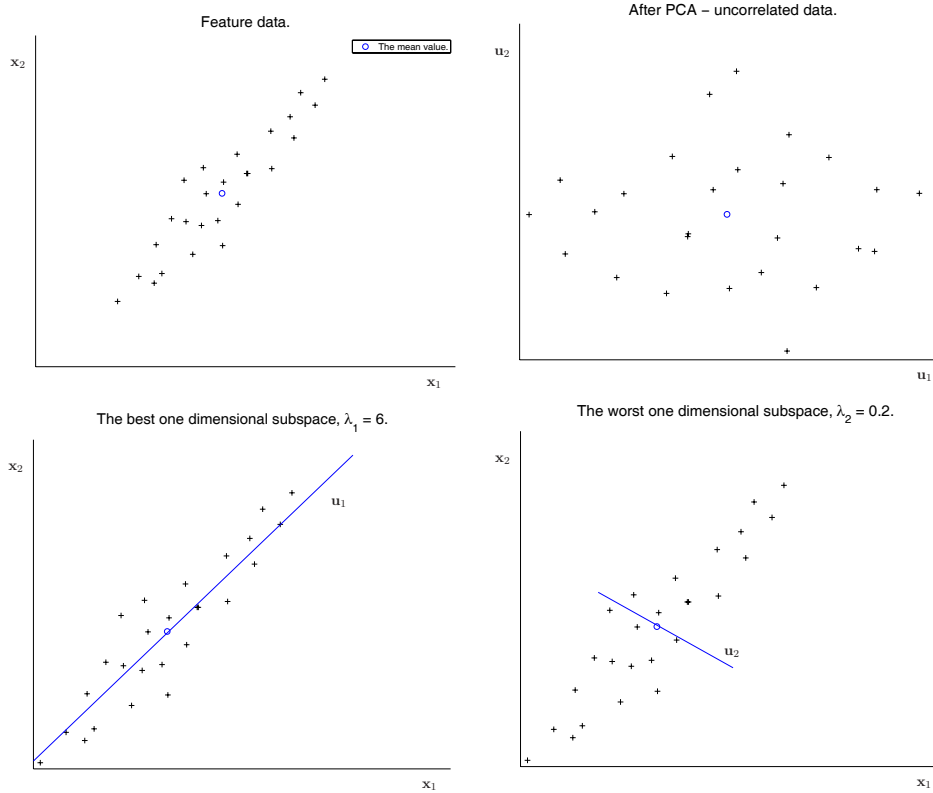 Feature data.
x₂
The mean value.
x₁
After PCA – uncorrelated data.
u₂
u₁
The best one dimensional subspace, λ₁ = 6.
x₂
u₁
x₁
The worst one dimensional subspace, λ₂ = 0.2.
x₂
u₂
x₁